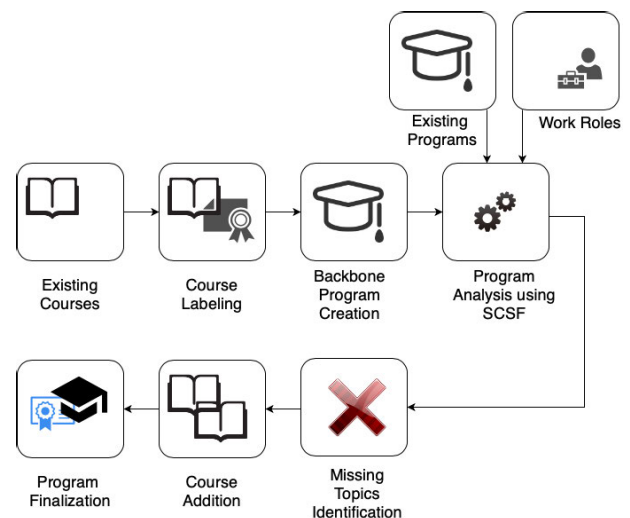 Existing
Programs
Work Roles
Existing
Courses
Course
Labeling
Backbone
Program
Creation
Program
Analysis using
SCSF
Program
Finalization
Course
Addition
Missing
Topics
Identification